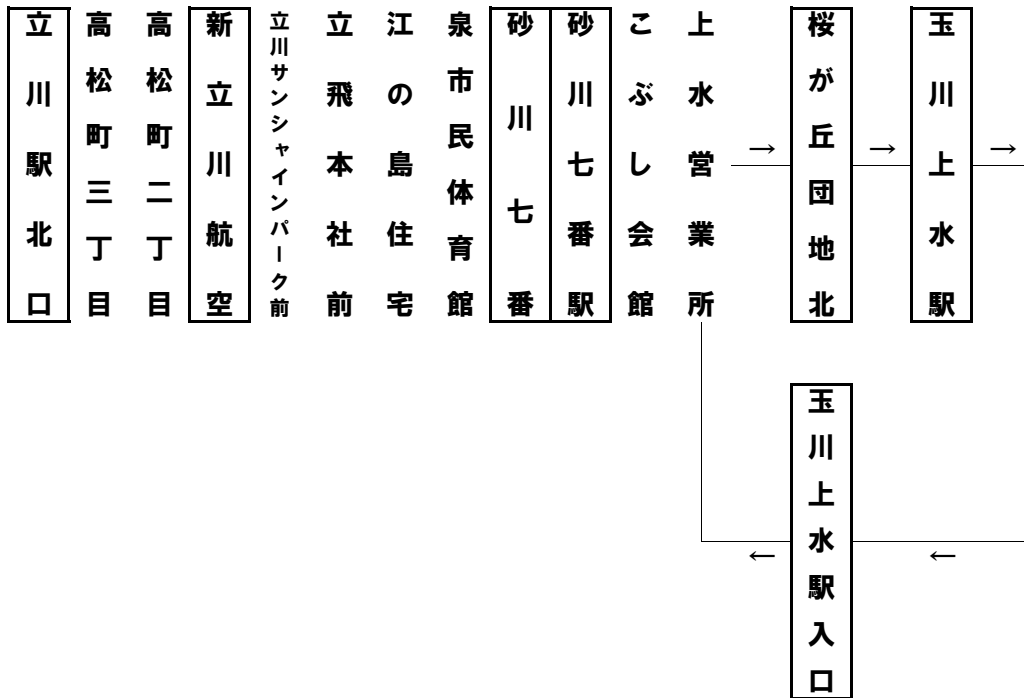 立川駅北口
高松町三丁目
高松町二丁目
新立川航空
立川サンシャインパーク前
立飛本社前
江の島住宅
泉市民体育館
砂川七番
砂川七番駅
こぶし会館
上水営業所
→
桜が丘団地北
→
玉川上水駅
→
←
玉川上水駅入口
←